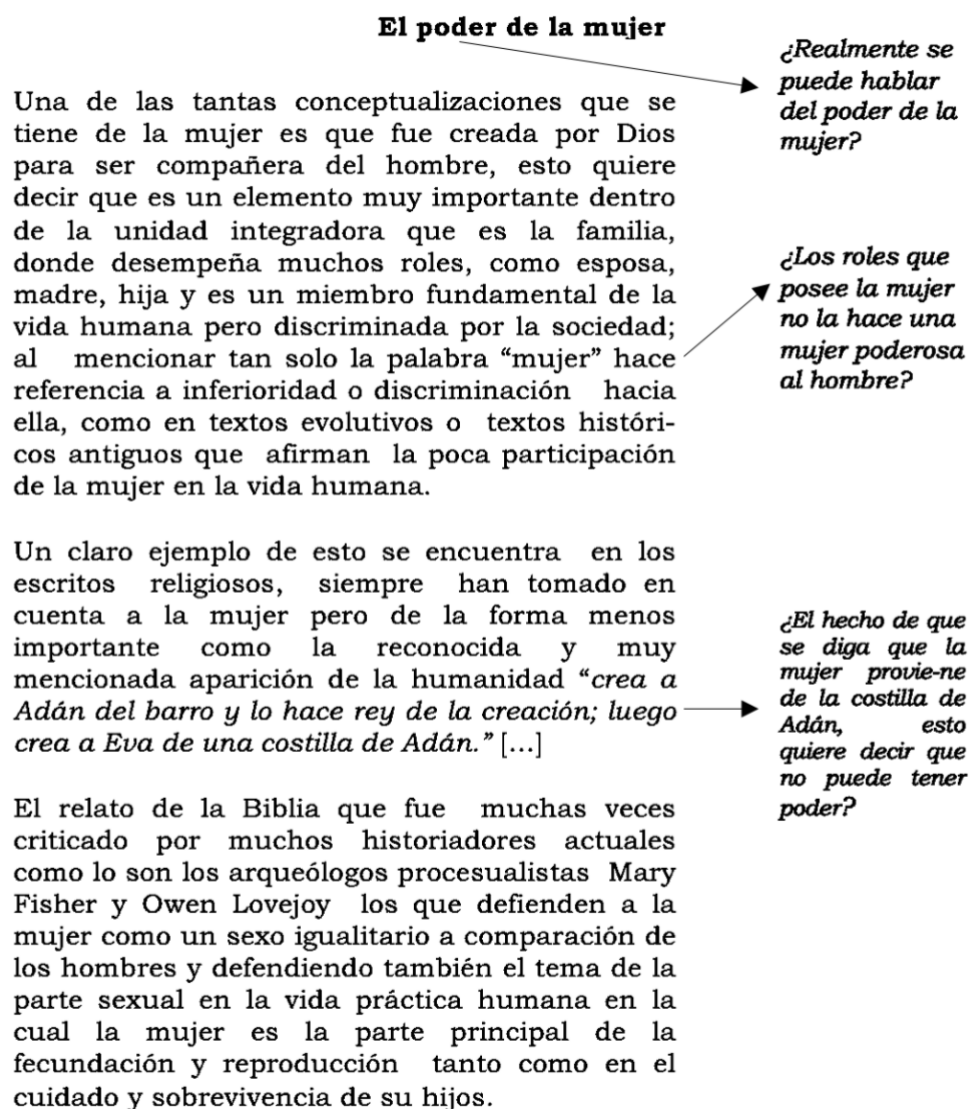 El poder de la mujer
¿Realmente se
puede hablar
del poder de la
mujer?
Una de las tantas conceptualizaciones que se
tiene de la mujer es que fue creada por Dios
para ser compañera del hombre, esto quiere
decir que es un elemento muy importante dentro
de la unidad integradora que es la familia,
donde desempeña muchos roles, como esposa,
madre, hija y es un miembro fundamental de la
vida humana pero discriminada por la sociedad;
al mencionar tan solo la palabra “mujer” hace
referencia a inferioridad o discriminación hacia
ella, como en textos evolutivos o textos históri-
cos antiguos que afirman la poca participación
de la mujer en la vida humana.
¿Los roles que
posee la mujer
no la hace una
mujer poderosa
al hombre?
Un claro ejemplo de esto se encuentra en los
escritos religiosos, siempre han tomado en
cuenta a la mujer pero de la forma menos
importante como la reconocida y muy
mencionada aparición de la humanidad “crea a
Adán del barro y lo hace rey de la creación; luego
crea a Eva de una costilla de Adán.” [...]
¿El hecho de que
se diga que la
mujer provie-ne
de la costilla de
Adán, esto
quiere decir que
no puede tener
poder?
El relato de la Biblia que fue muchas veces
criticado por muchos historiadores actuales
como lo son los arqueólogos procesualistas Mary
Fisher y Owen Lovejoy los que defienden a la
mujer como un sexo igualitario a comparación de
los hombres y defendiendo también el tema de la
parte sexual en la vida práctica humana en la
cual la mujer es la parte principal de la
fecundación y reproducción tanto como en el
cuidado y sobrevivencia de su hijos.